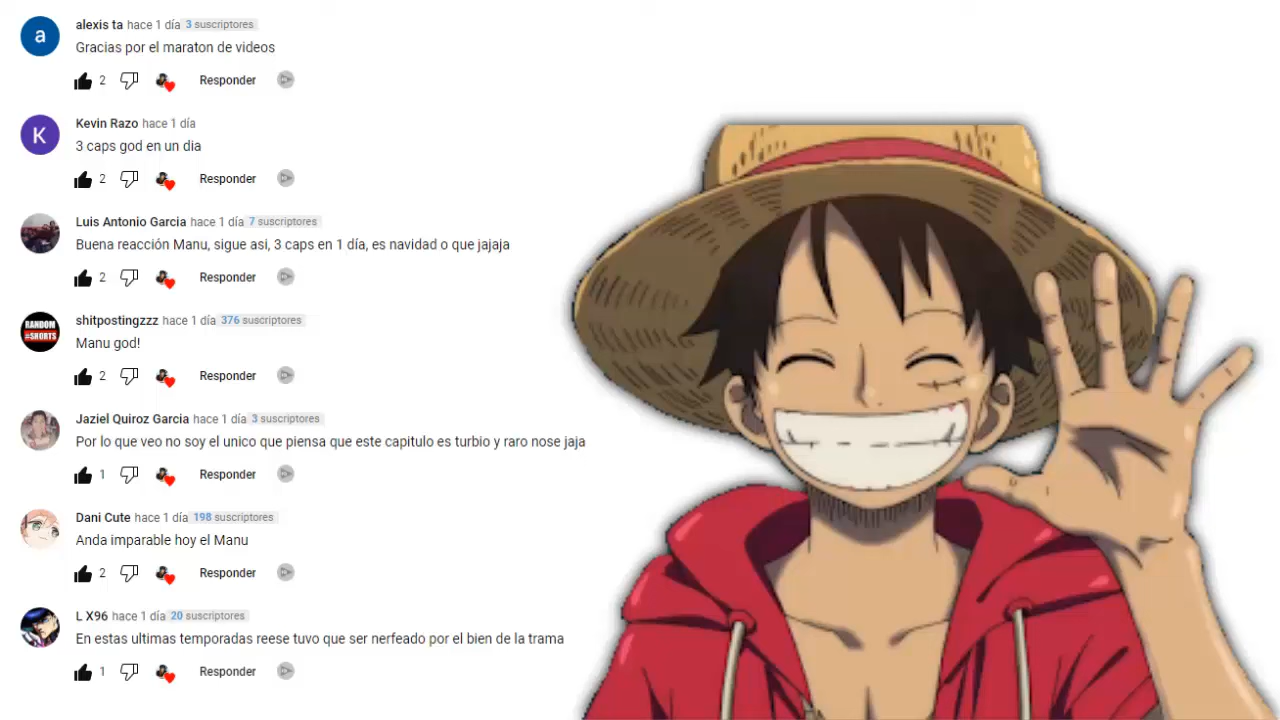 alexis ta hace 1 día 3 suscriptores
Gracias por el maraton de videos
2 Responder
Kevin Razo hace 1 día
3 caps god en un dia
2 Responder
Luis Antonio Garcia hace 1 día 7 suscriptores
Buena reacción Manu, sigue asi, 3 caps en 1 día, es navidad o que jajaja
2 Responder
shitpostingzzz hace 1 día 376 suscriptores
Manu god!
2 Responder
Jaziel Quiroz Garcia hace 1 día 3 suscriptores
Por lo que veo no soy el unico que piensa que este capitulo es turbio y raro nose jaja
1 Responder
Dani Cute hace 1 día 198 suscriptores
Anda imparable hoy el Manu
2 Responder
L X96 hace 1 día 20 suscriptores
En estas ultimas temporadas reese tuvo que ser nerfeado por el bien de la trama
1 Responder
a
K
RANDOM
#SHORTS